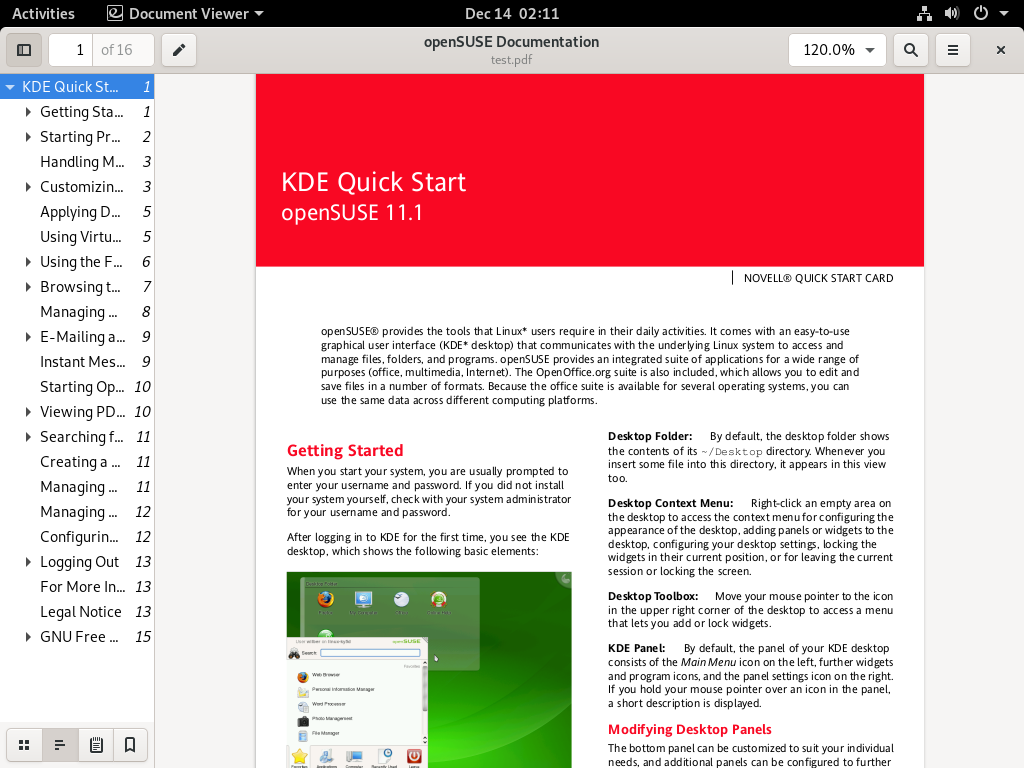 Activities
Document Viewer
Dec 14 02:11
1
of 16
openSUSE Documentation
test.pdf
120.0%
KDE Quick St... 1
Getting Sta... 1
Starting Pr... 2
Handling M... 3
Customizin... 3
Applying D... 5
Using Virtu... 5
Using the F... 6
Browsing t... 7
Managing ... 8
E-Mailing a... 9
Instant Mes... 9
Starting Op... 10
Viewing PD... 10
Searching f... 11
Creating a ... 11
Managing ... 11
Managing ... 12
Configurin... 12
Logging Out 13
For More In... 13
Legal Notice 13
GNU Free ... 15
KDE Quick Start
openSUSE 11.1
NOVELL® QUICK START CARD
openSUSE® provides the tools that Linux* users require in their daily activities. It comes with an easy-to-use
graphical user interface (KDE* desktop) that communicates with the underlying Linux system to access and
manage files, folders, and programs. openSUSE provides an integrated suite of applications for a wide range of
purposes (office, multimedia, Internet). The OpenOffice.org suite is also included, which allows you to edit and
save files in a number of formats. Because the office suite is available for several operating systems, you can
use the same data across different computing platforms.
Getting Started
When you start your system, you are usually prompted to
enter your username and password. If you did not install
your system yourself, check with your system administrator
for your username and password.
After logging in to KDE for the first time, you see the KDE
desktop, which shows the following basic elements:
openSUSE
Search:
Favorites
Web Browser
Personal Information Manager
Word Processor
Photo Management
File Manager
Favorites
Applications
Computer
Recently Used
Leave
Desktop Folder: By default, the desktop folder shows
the contents of its ~/Desktop directory. Whenever you
insert some file into this directory, it appears in this view
too.
Desktop Context Menu: Right-click an empty area on
the desktop to access the context menu for configuring the
appearance of the desktop, adding panels or widgets to the
desktop, configuring your desktop settings, locking the
widgets in their current position, or for leaving the current
session or locking the screen.
Desktop Toolbox: Move your mouse pointer to the icon
in the upper right corner of the desktop to access a menu
that lets you add or lock widgets.
KDE Panel: By default, the panel of your KDE desktop
consists of the Main Menu icon on the left, further widgets
and program icons, and the panel settings icon on the right.
If you hold your mouse pointer over an icon in the panel,
a short description is displayed.
Modifying Desktop Panels
The bottom panel can be customized to suit your individual
needs, and additional panels can be configured to further